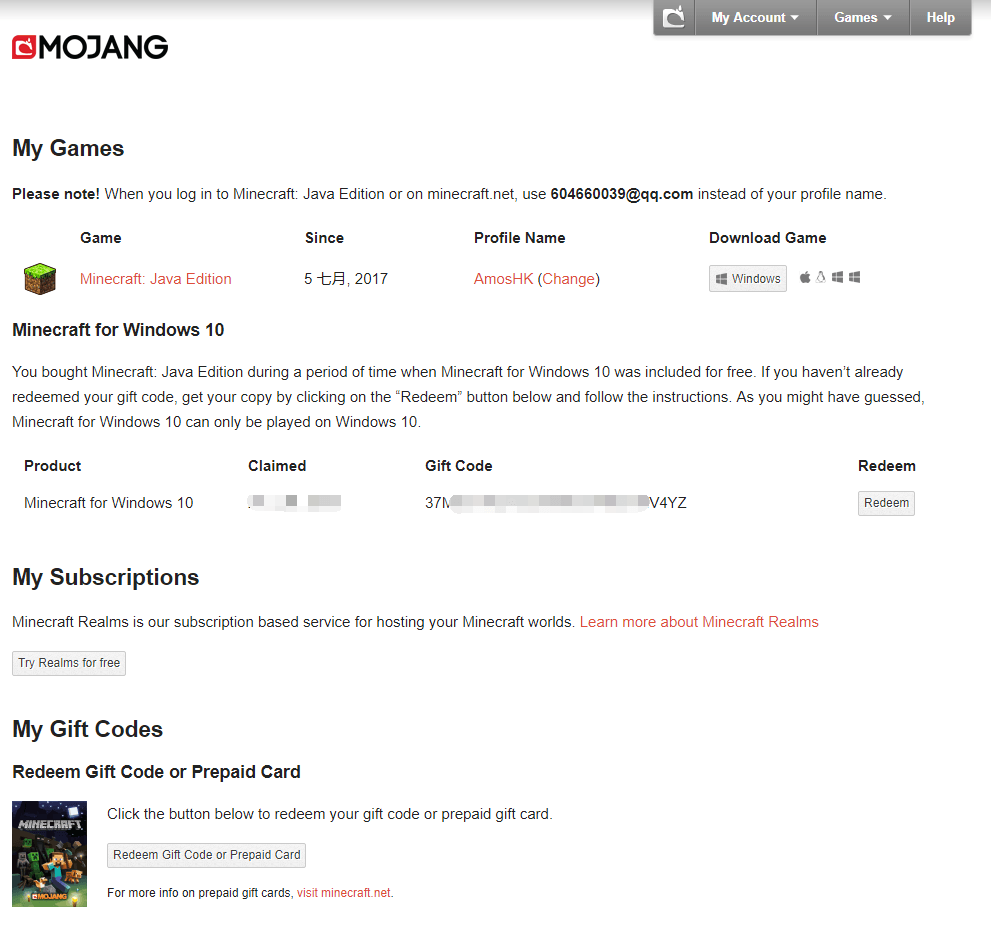 My Account Games Help
MOJANG
My Games
Please note! When you log in to Minecraft: Java Edition or on minecraft.net, use 604660039@qq.com instead of your profile name.
Game Since Profile Name Download Game
Minecraft: Java Edition 5 七月, 2017 AmosHK (Change) Windows
Minecraft for Windows 10
You bought Minecraft: Java Edition during a period of time when Minecraft for Windows 10 was included for free. If you haven’t already
redeemed your gift code, get your copy by clicking on the “Redeem” button below and follow the instructions. As you might have guessed,
Minecraft for Windows 10 can only be played on Windows 10.
Product Claimed Gift Code Redeem
Minecraft for Windows 10 37M V4YZ Redeem
My Subscriptions
Minecraft Realms is our subscription based service for hosting your Minecraft worlds. Learn more about Minecraft Realms
Try Realms for free
My Gift Codes
Redeem Gift Code or Prepaid Card
MINECRAFT
MOJANG
Click the button below to redeem your gift code or prepaid gift card.
Redeem Gift Code or Prepaid Card
For more info on prepaid gift cards, visit minecraft.net.